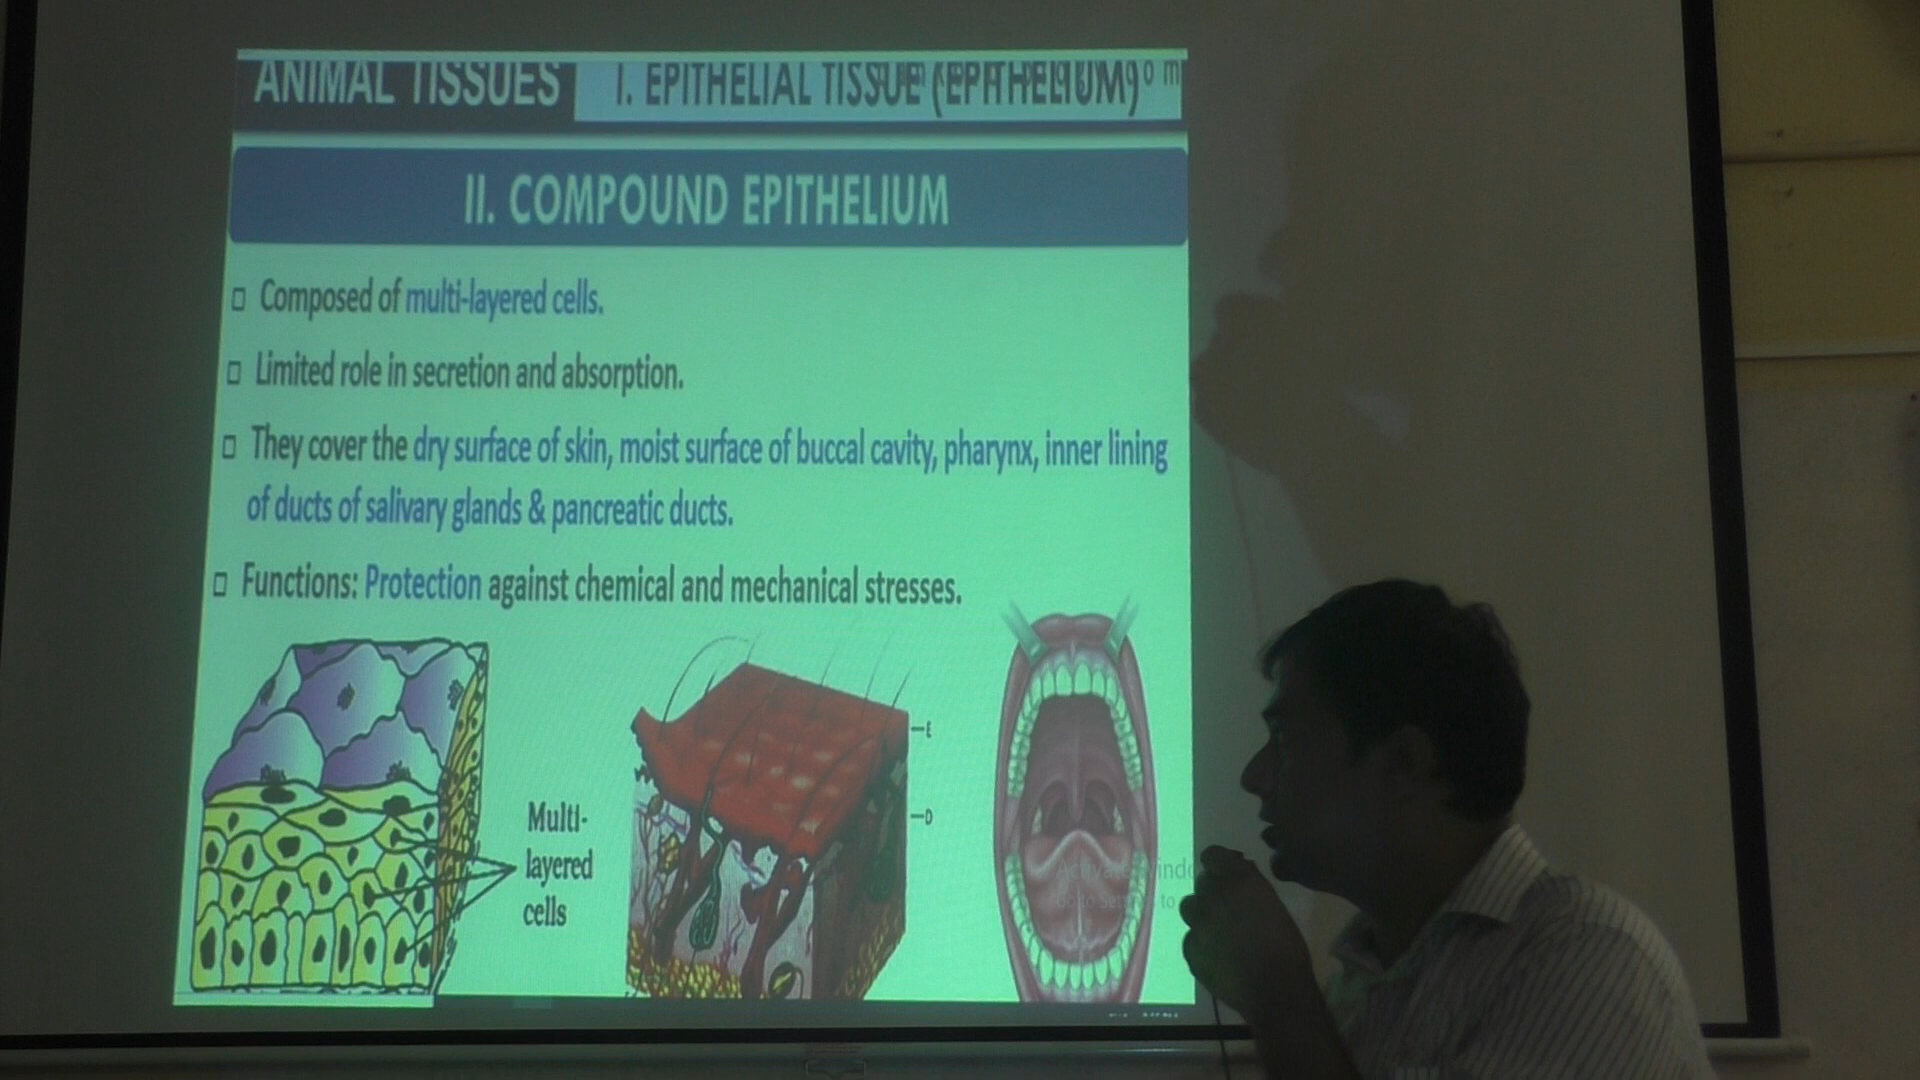 ANIMAL TISSUES
I. EPITHELIAL TISSUE (EPITHELIUM)
II. COMPOUND EPITHELIUM
Composed of multi-layered cells.
Limited role in secretion and absorption.
They cover the dry surface of skin, moist surface of buccal cavity, pharynx, inner lining
of ducts of salivary glands & pancreatic ducts.
Functions: Protection against chemical and mechanical stresses.
E
D
Multi-
layered
cells